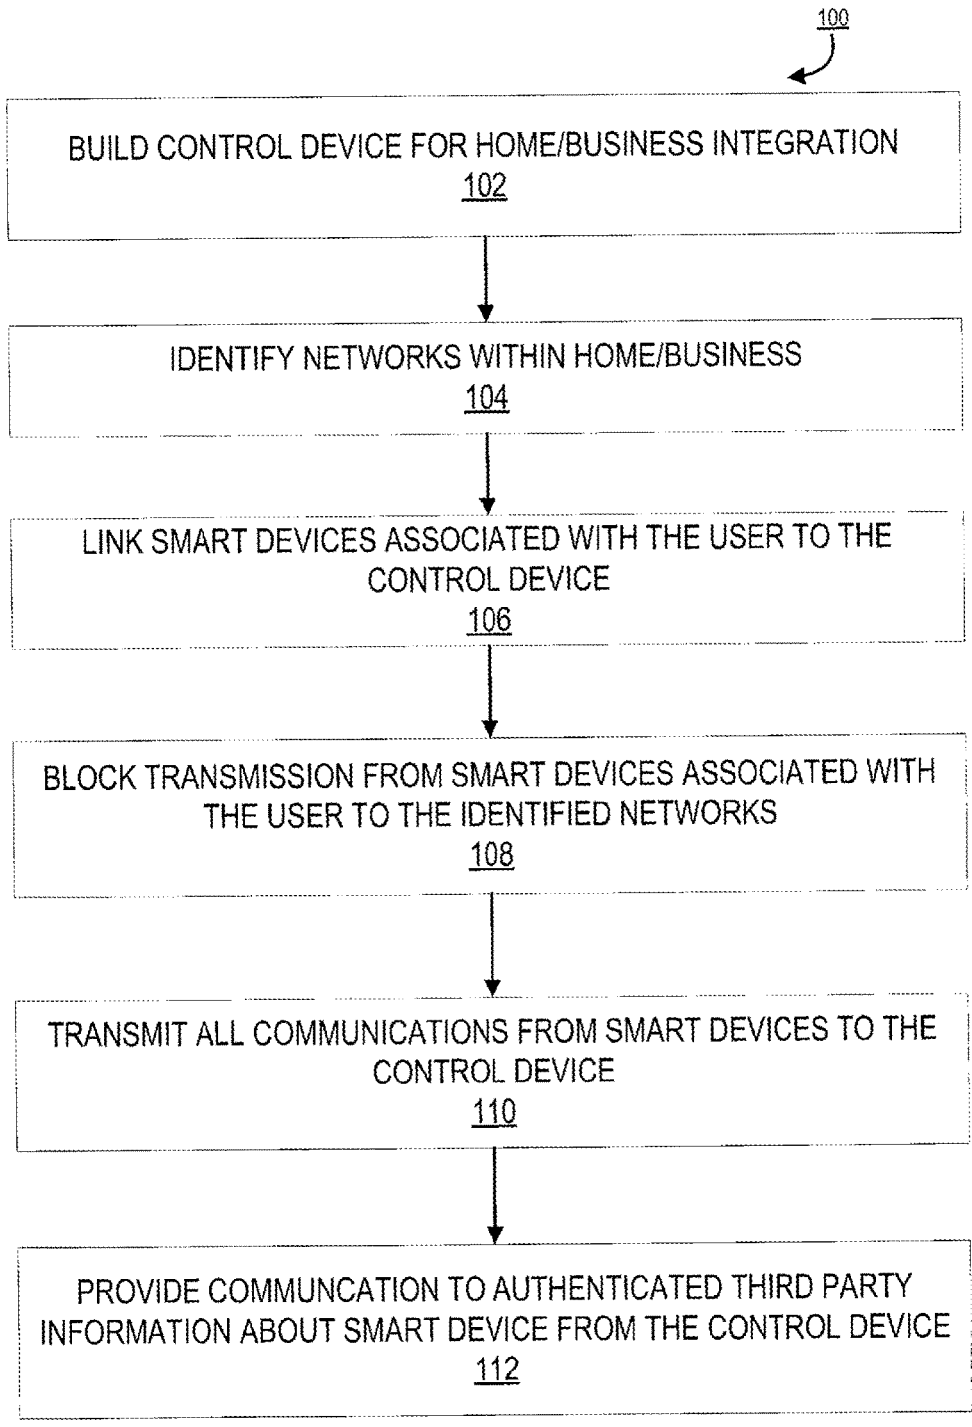 100
BUILD CONTROL DEVICE FOR HOME/BUSINESS INTEGRATION
102
IDENTIFY NETWORKS WITHIN HOME/BUSINESS
104
LINK SMART DEVICES ASSOCIATED WITH THE USER TO THE
CONTROL DEVICE
106
BLOCK TRANSMISSION FROM SMART DEVICES ASSOCIATED WITH
THE USER TO THE IDENTIFIED NETWORKS
108
TRANSMIT ALL COMMUNICATIONS FROM SMART DEVICES TO THE
CONTROL DEVICE
110
PROVIDE COMMUNCATION TO AUTHENTICATED THIRD PARTY
INFORMATION ABOUT SMART DEVICE FROM THE CONTROL DEVICE
112